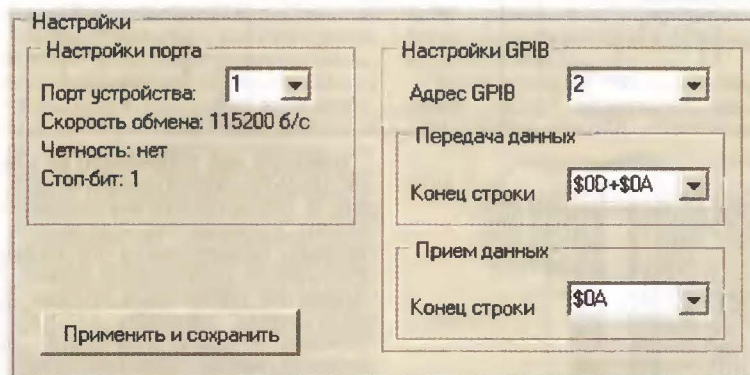 Настройки
Настройки порта
Порт устройства: 1
Скорость обмена: 115200 б/с
Четность: нет
Стоп-бит: 1
Применить и сохранить
Настройки GPIB
Адрес GPIB 2
Передача данных
Конец строки $0D+$0A
Прием данных
Конец строки $0A